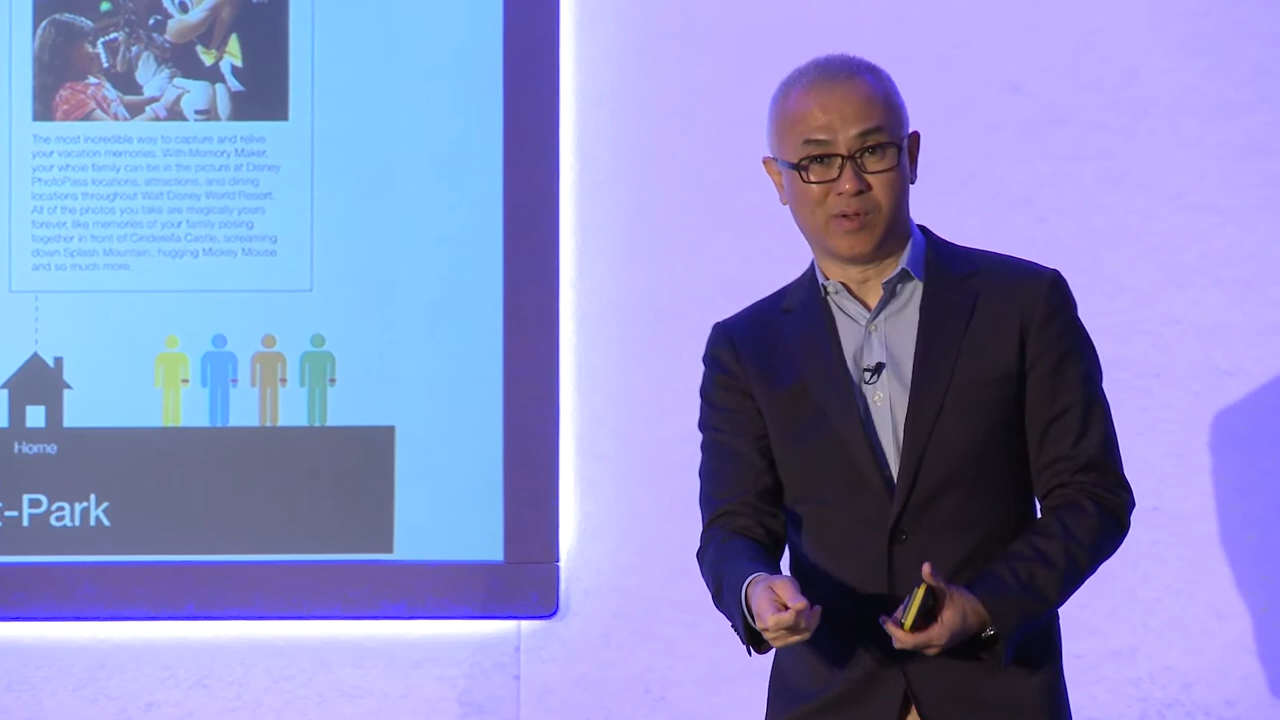 The most incredible way to capture and relive
your vacation memories. With Memory Maker,
your whole family can be in the picture at Disney
PhotoPass locations, attractions, and dining
locations throughout Walt Disney World Resort.
All of the photos you take are magically yours
forever, like memories of your family posing
together in front of Cinderella Castle, screaming
down Splash Mountain, hugging Mickey Mouse
and so much more.
Home
t-Park